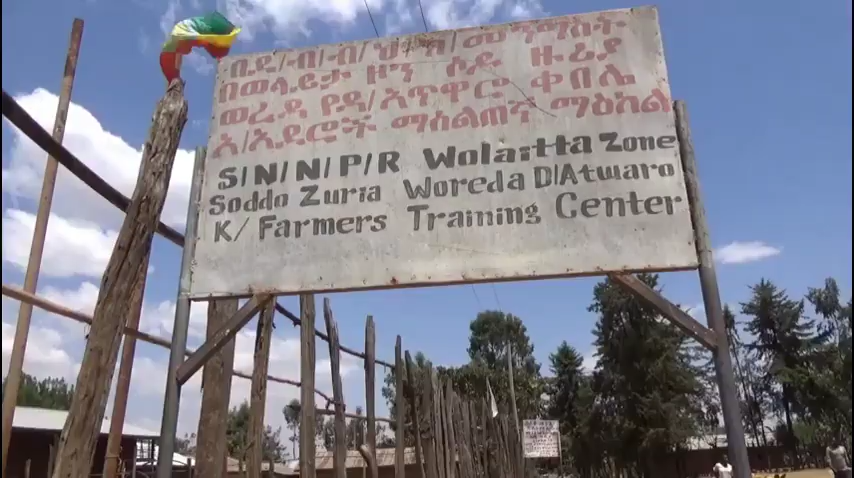 በደ/ብ/ብ/ህ/ክ/መንግስት
በወላይታ ዞን ሶዶ ዙሪያ
ወረዳ የዳ/አጥዋሮ ቀበሌ
አ/አደሮች ማሰልጠኛ ማዕከል
S/N/N/P/R Wolaitta Zone
Soddo Zuria Woreda D/Atwaro
K/ Farmers Training Center